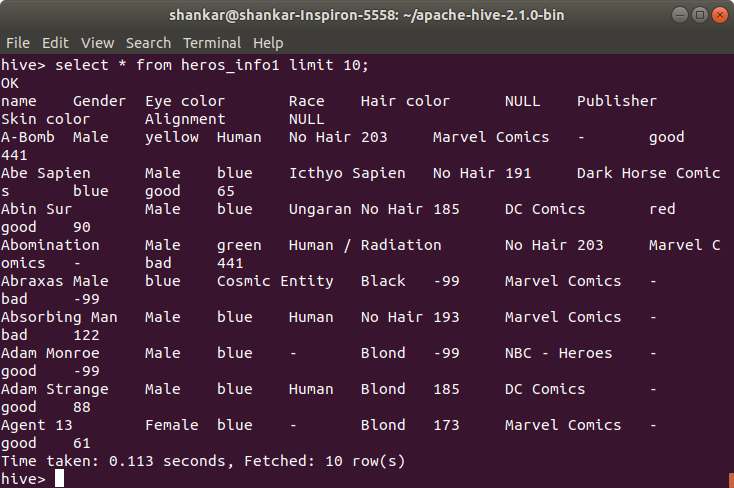 shankar@shankar-Inspiron-5558: ~/apache-hive-2.1.0-bin
File Edit View Search Terminal Help
hive> select * from heros_info1 limit 10;
OK
name Gender Eye color Race Hair color NULL Publisher
Skin color Alignment NULL
A-Bomb Male yellow Human No Hair 203 Marvel Comics - good
441
Abe Sapien Male blue Icthyo Sapien No Hair 191 Dark Horse Comic
s blue good 65
Abin Sur Male blue Ungaran No Hair 185 DC Comics red
good 90
Abomination Male green Human / Radiation No Hair 203 Marvel C
omics - bad 441
Abraxas Male blue Cosmic Entity Black -99 Marvel Comics -
bad -99
Absorbing Man Male blue Human No Hair 193 Marvel Comics -
bad 122
Adam Monroe Male blue - Blond -99 NBC - Heroes -
good -99
Adam Strange Male blue Human Blond 185 DC Comics -
good 88
Agent 13 Female blue - Blond 173 Marvel Comics -
good 61
Time taken: 0.113 seconds, Fetched: 10 row(s)
hive>